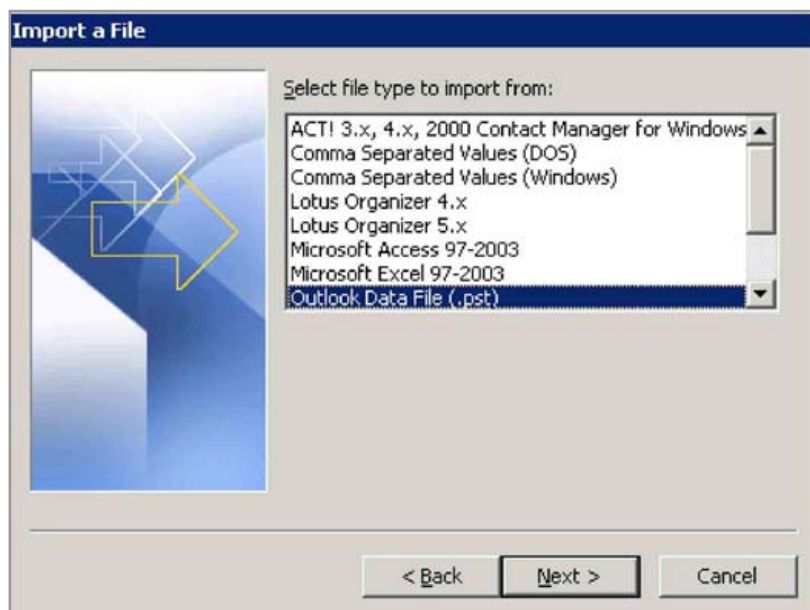 Import a File
Select file type to import from:
ACT! 3.x, 4.x, 2000 Contact Manager for Windows
Comma Separated Values (DOS)
Comma Separated Values (Windows)
Lotus Organizer 4.x
Lotus Organizer 5.x
Microsoft Access 97-2003
Microsoft Excel 97-2003
Outlook Data File (.pst)
< Back Next > Cancel